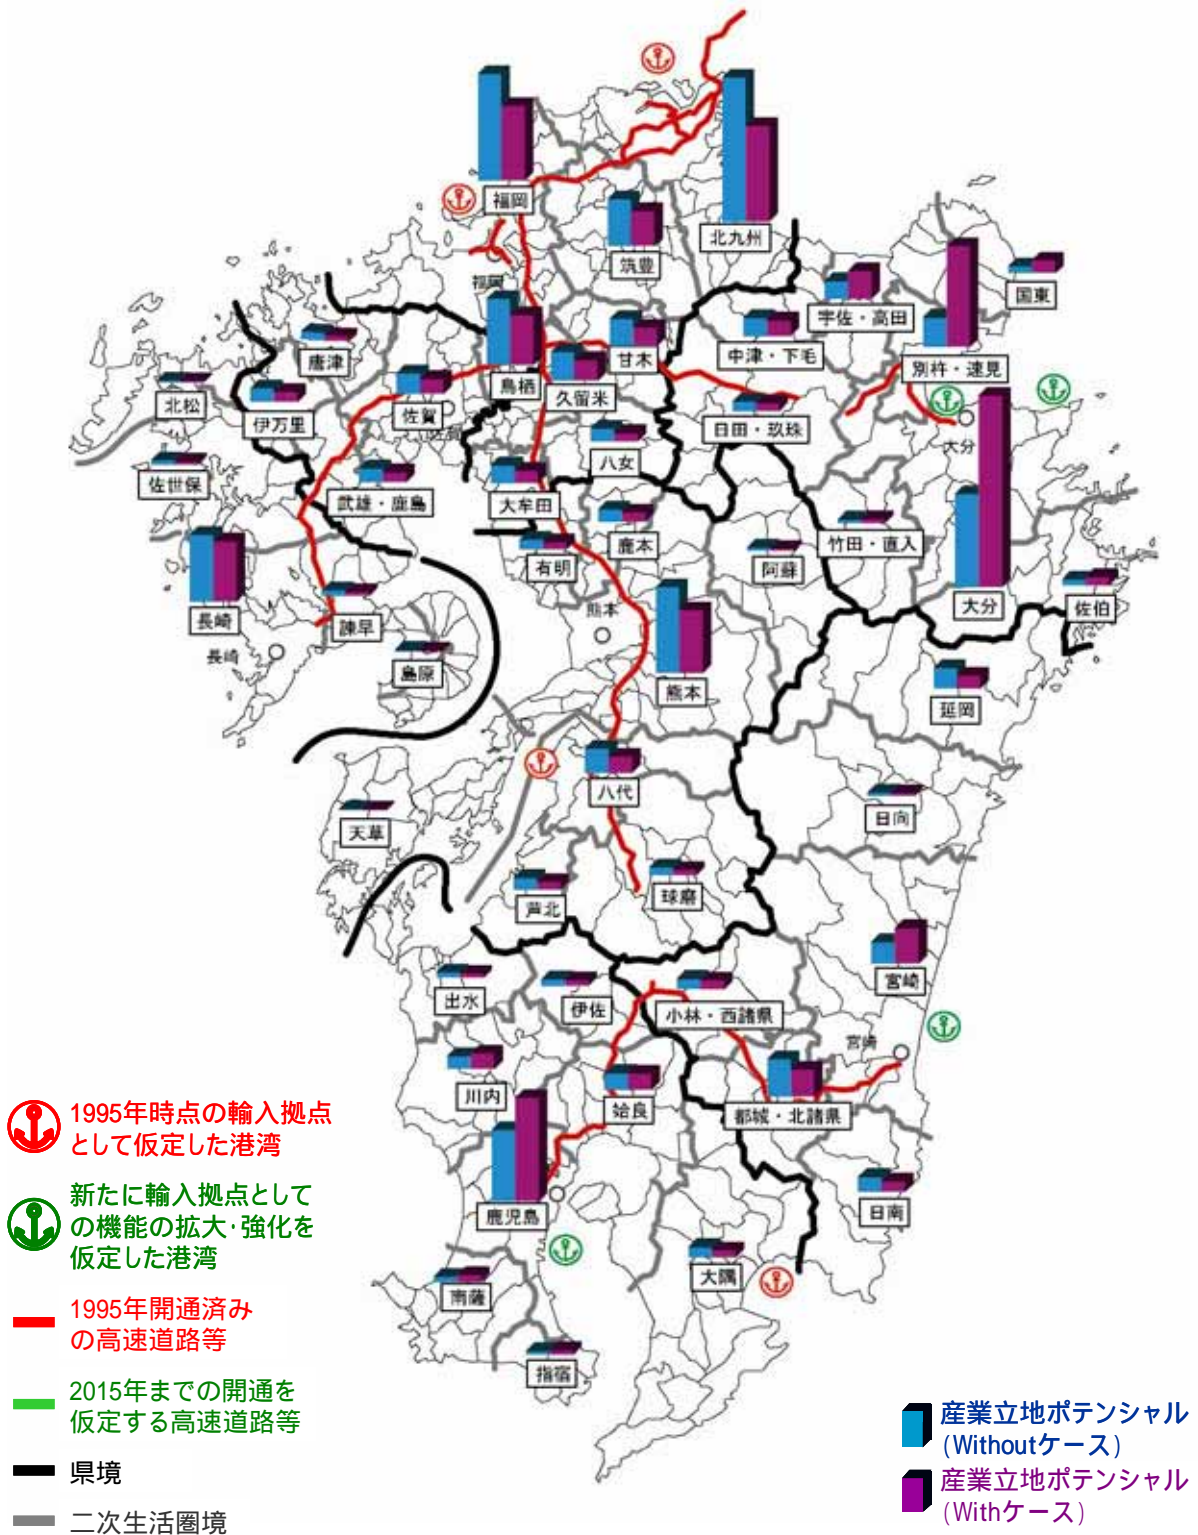 福岡
北九州
筑豊
国東
福岡
宇佐・高田
唐津
鳥栖
甘木
中津・下毛
別杵・速見
北松
伊万里
佐賀
久留米
日田・玖珠
佐賀
大分
佐世保
武雄・鹿島
八女
大牟田
竹田・直入
鹿本
有明
阿蘇
大分
佐伯
長崎
諫早
熊本
長崎
島原
熊本
延岡
八代
日向
天草
芦北
球磨
宮崎
出水
伊佐
小林・西諸県
宮崎
川内
姶良
都城・北諸県
鹿児島
日南
大隅
南薩
指宿
1995年時点の輸入拠点
として仮定した港湾
新たに輸入拠点として
の機能の拡大・強化を
仮定した港湾
1995年開通済み
の高速道路等
2015年までの開通を
仮定する高速道路等
県境
二次生活圏境
産業立地ポテンシャル
(Withoutケース)
産業立地ポテンシャル
(Withケース)